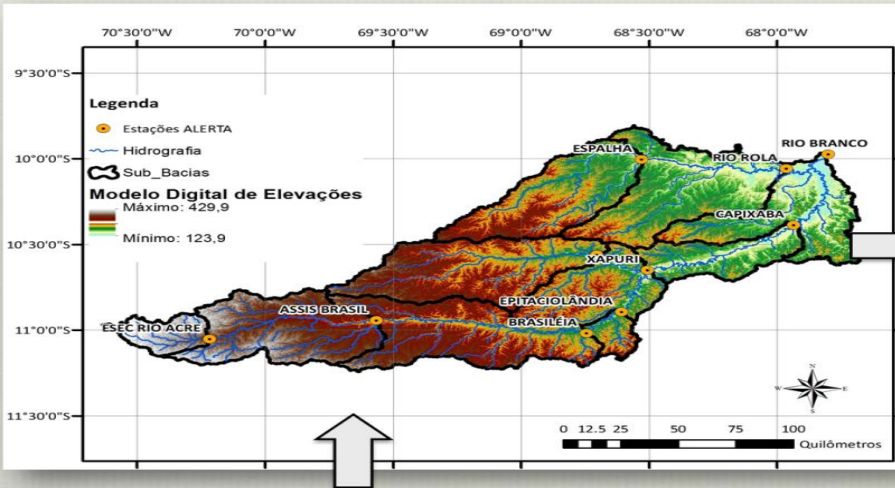 70°30'0"W 70°0'0"W 69°30'0"W 69°0'0"W 68°30'0"W 68°0'0"W
9°30'0"S
Legenda
Estações ALERTA
Hidrografia
Sub_Bacias
Modelo Digital de Elevações
Máximo: 429,9
Mínimo: 123,9
10°0'0"S
10°30'0"S
11°0'0"S
11°30'0"S
RIO BRANCO
ESPALHA
RIO ROLA
CAPIXABA
XAPURI
EPITACIOLÂNDIA
ASSIS BRASIL
BRASILÉIA
ESEC RIO ACRE
N
W E
S
0 12.5 25 50 75 100
Quilômetros